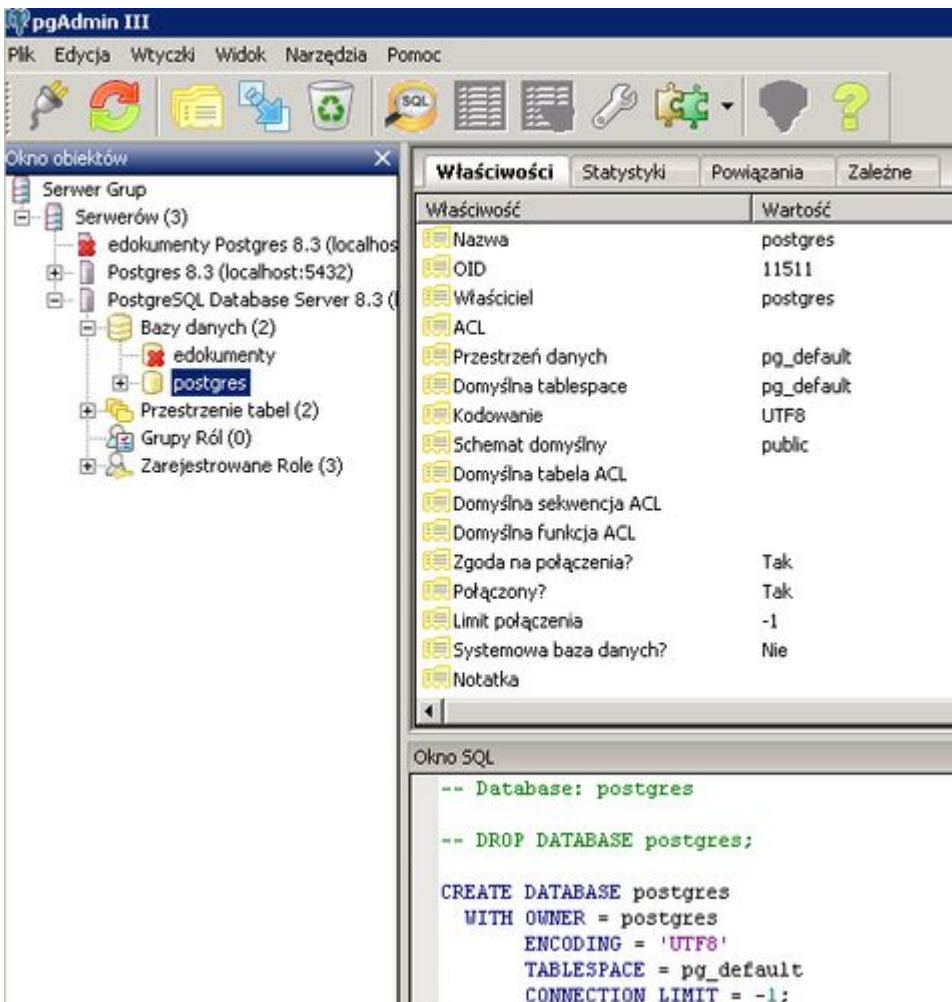 pgAdmin III
Plik Edycja Wtyczki Widok Narzędzia Pomoc
SQL
Okno obiektów
Serwer Grup
Serwerów (3)
edokumenty Postgres 8.3 (localhos
Postgres 8.3 (localhost:5432)
PostgreSQL Database Server 8.3 (l
Bazy danych (2)
edokumenty
postgres
Przestrzenie tabel (2)
Grupy Ról (0)
Zarejestrowane Role (3)
Właściwości Statystyki Powiązania Zależne
Właściwość Wartość
Nazwa postgres
OID 11511
Właściciel postgres
ACL
Przestrzeń danych pg_default
Domyślna tablespace pg_default
Kodowanie UTF8
Schemat domyślny public
Domyślna tabela ACL
Domyślna sekwencja ACL
Domyślna funkcja ACL
Zgoda na połączenia? Tak
Połączony? Tak
Limit połączenia -1
Systemowa baza danych? Nie
Notatka
Okno SQL
-- Database: postgres
-- DROP DATABASE postgres;
CREATE DATABASE postgres
WITH OWNER = postgres
ENCODING = 'UTF8'
TABLESPACE = pg_default
CONNECTION LIMIT = -1;